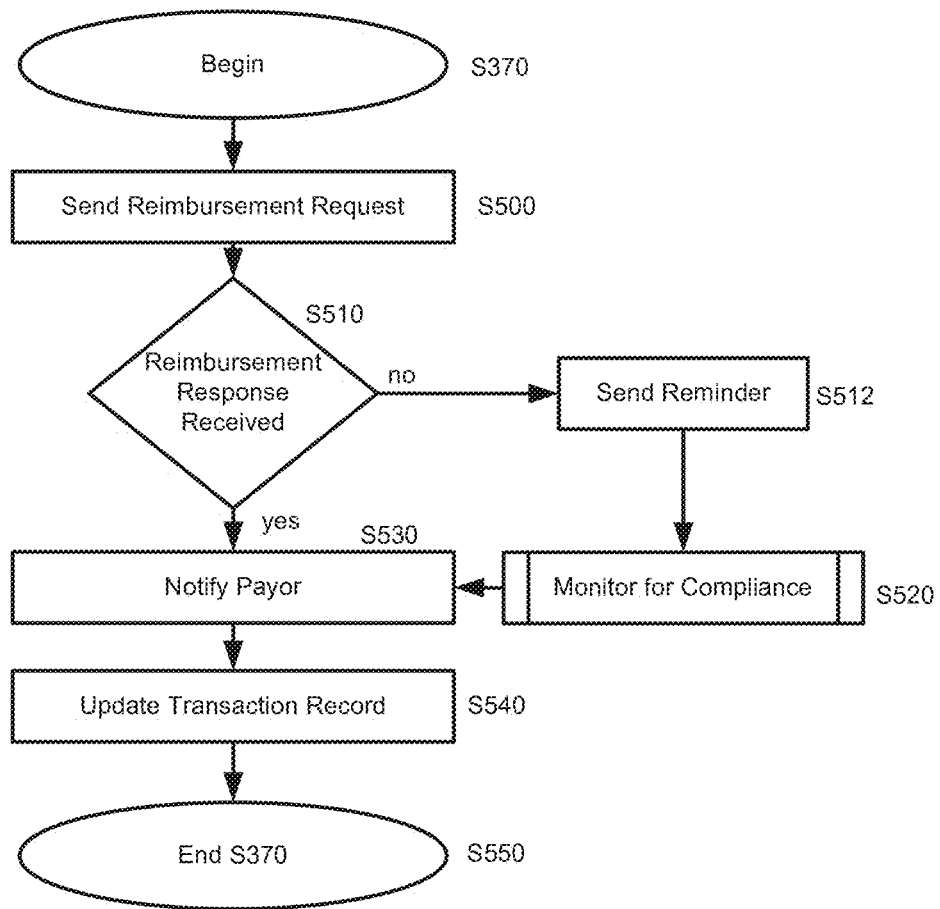 Begin
S370
Send Reimbursement Request
S500
S510
Reimbursement
Response
Received
no
Send Reminder
S512
yes
S530
Notify Payor
Monitor for Compliance
S520
Update Transaction Record
S540
End S370
S550